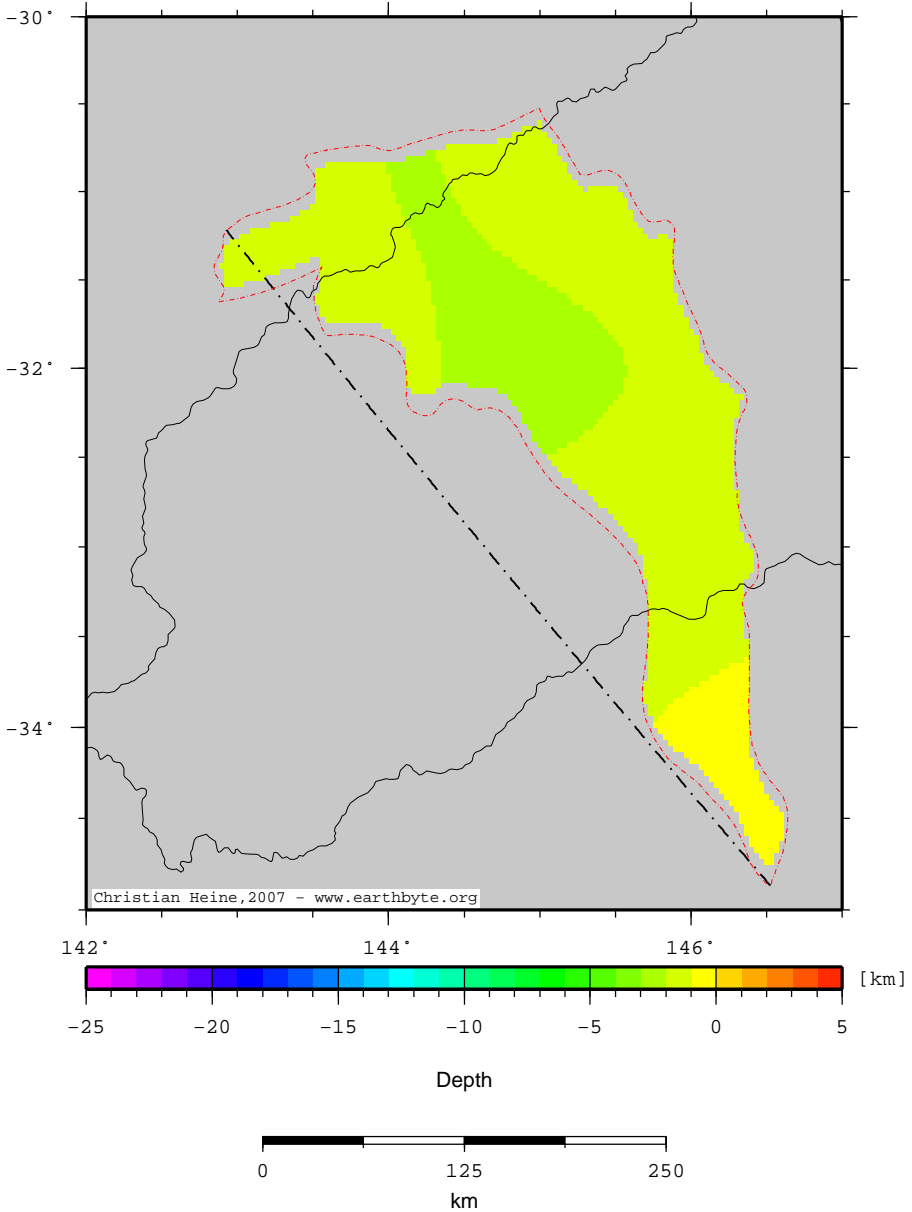 −30˚
−32˚
−34˚
Christian Heine,2007 − www.earthbyte.org
142˚ 144˚ 146˚
[km]
−25 −20 −15 −10 −5 0 5
Depth
0 125 250
km